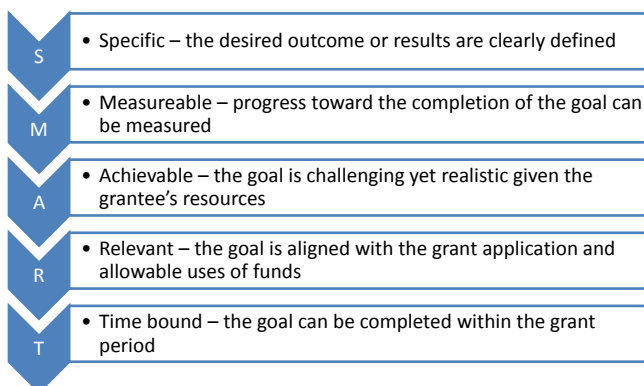 S
• Specific – the desired outcome or results are clearly defined
M
• Measureable – progress toward the completion of the goal can
be measured
A
• Achievable – the goal is challenging yet realistic given the
grantee's resources
R
• Relevant – the goal is aligned with the grant application and
allowable uses of funds
T
• Time bound – the goal can be completed within the grant
period